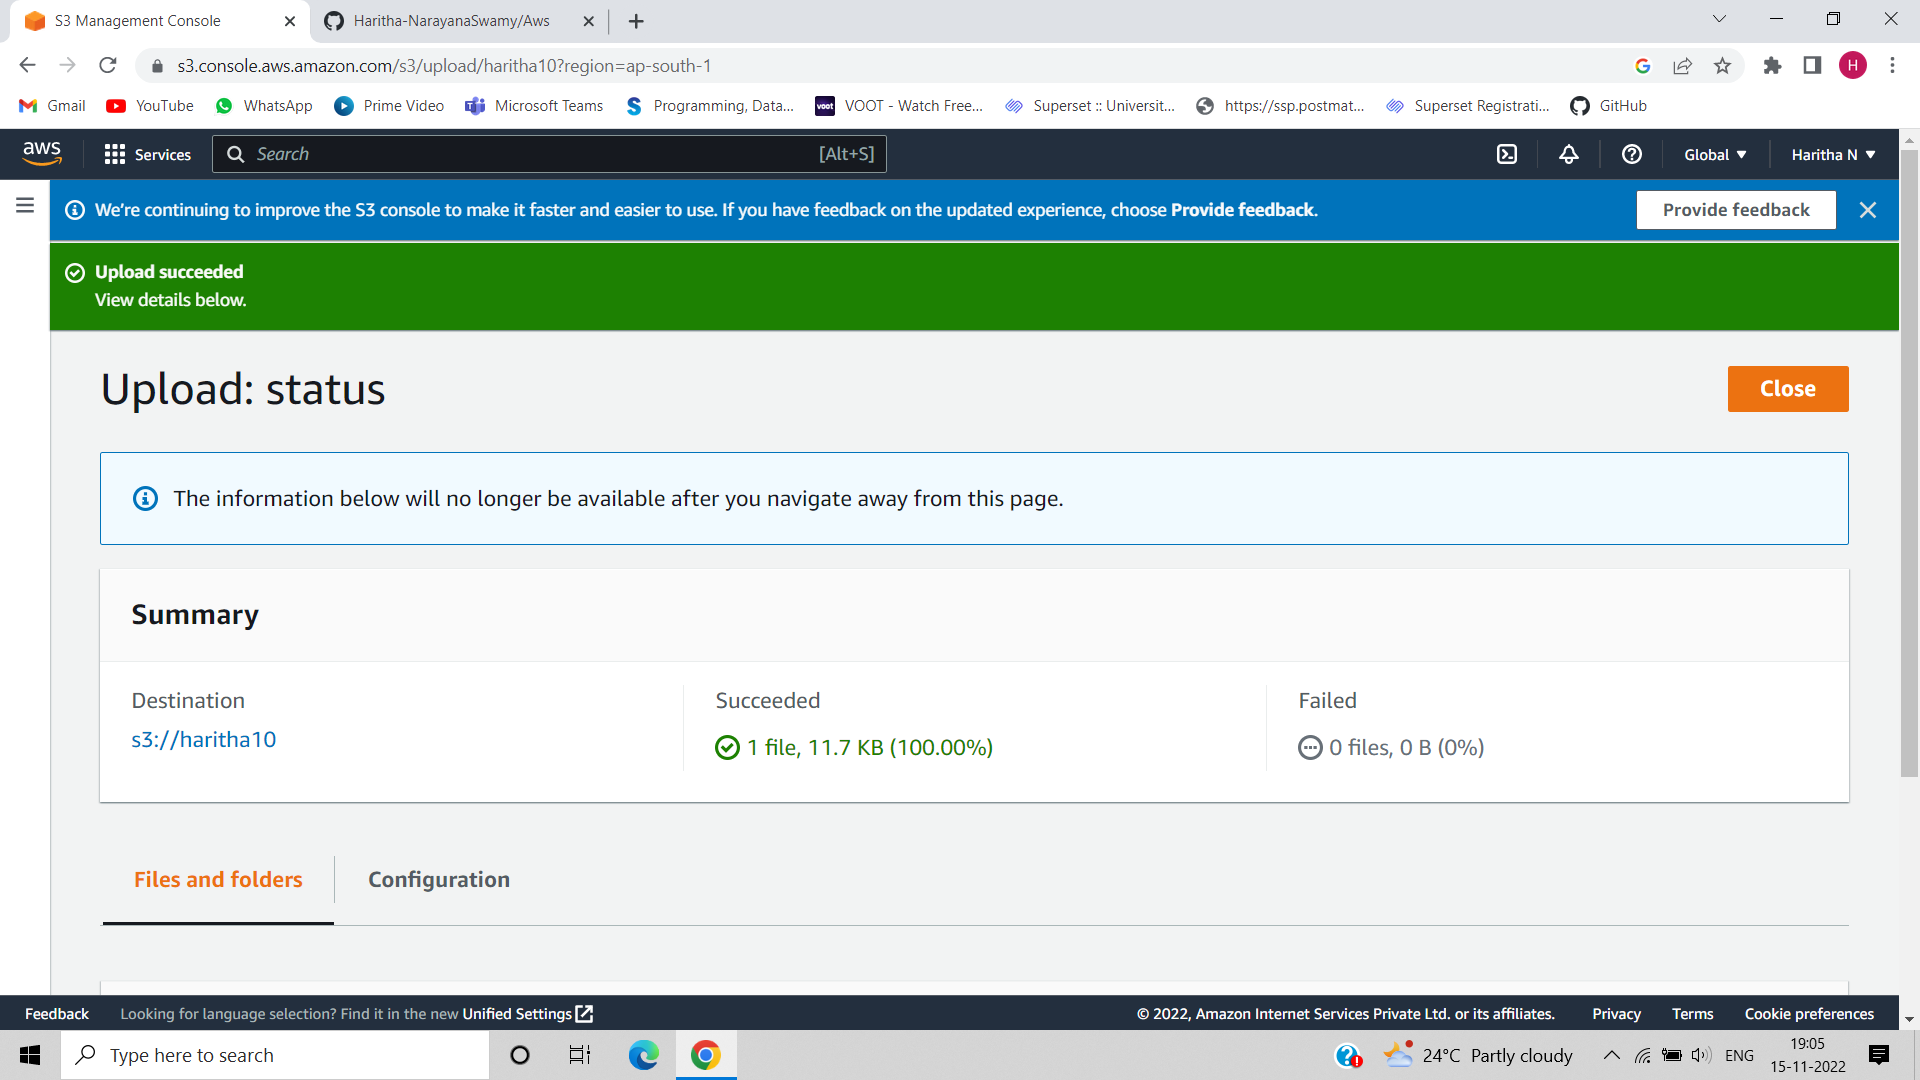 S3 Management Console
Haritha-NarayanaSwamy/Aws
s3.console.aws.amazon.com/s3/upload/haritha10?region=ap-south-1
H
Gmail
YouTube
WhatsApp
Prime Video
Microsoft Teams
Programming, Data...
voot
VOOT - Watch Free...
Superset :: Universit...
https://ssp.postmat...
Superset Registrati...
GitHub
aws
Services
Search
[Alt+S]
Global
Haritha N
We're continuing to improve the S3 console to make it faster and easier to use. If you have feedback on the updated experience, choose Provide feedback.
Provide feedback
Upload succeeded
View details below.
Upload: status
Close
The information below will no longer be available after you navigate away from this page.
Summary
Destination
s3://haritha10
Succeeded
1 file, 11.7 KB (100.00%)
Failed
0 files, 0 B (0%)
Files and folders
Configuration
Feedback
Looking for language selection? Find it in the new Unified Settings
© 2022, Amazon Internet Services Private Ltd. or its affiliates.
Privacy
Terms
Cookie preferences
Type here to search
24°C Partly cloudy
ENG
19:05
15-11-2022